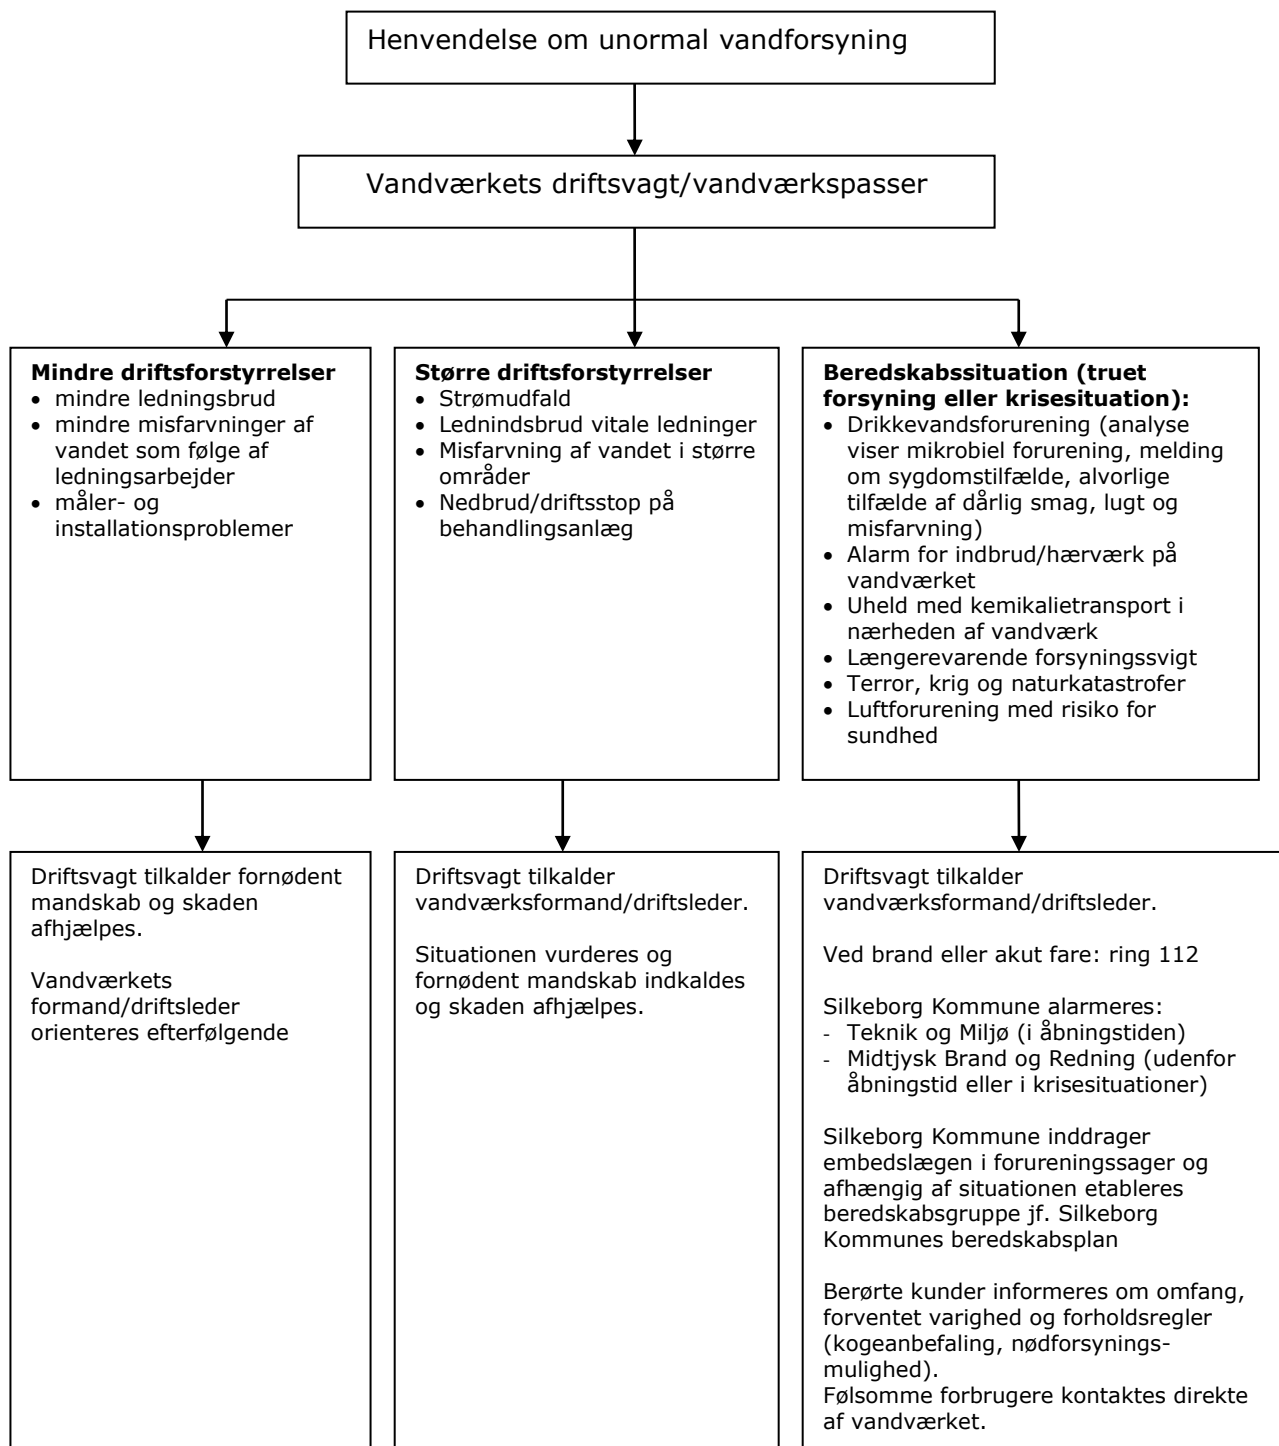 Henvendelse om unormal vandforsyning
Vandværkets driftsvagt/vandværkspasser
Mindre driftsforstyrrelser
• mindre ledningsbrud
• mindre misfarvninger af
vandet som følge af
ledningsarbejder
• måler- og
installationsproblemer
Større driftsforstyrrelser
• Strømudfald
• Lednindsbrud vitale ledninger
• Misfarvning af vandet i større
områder
• Nedbrud/driftsstop på
behandlingsanlæg
Beredskabssituation (truet
forsyning eller krisesituation):
• Drikkevandsforurening (analyse
viser mikrobiel forurening, melding
om sygdomstilfælde, alvorlige
tilfælde af dårlig smag, lugt og
misfarvning)
• Alarm for indbrud/hærværk på
vandværket
• Uheld med kemikalietransport i
nærheden af vandværk
• Længerevarende forsyningssvigt
• Terror, krig og naturkatastrofer
• Luftforurening med risiko for
sundhed
Driftsvagt tilkalder fornødent
mandskab og skaden
afhjælpes.
Vandværkets
formand/driftsleder
orienteres efterfølgende
Driftsvagt tilkalder
vandværksformand/driftsleder.
Situationen vurderes og
fornødent mandskab indkaldes
og skaden afhjælpes.
Driftsvagt tilkalder
vandværksformand/driftsleder.
Ved brand eller akut fare: ring 112
Silkeborg Kommune alarmeres:
- Teknik og Miljø (i åbningstiden)
- Midtjysk Brand og Redning (udenfor
åbningstid eller i krisesituationer)
Silkeborg Kommune inddrager
embedslægen i forureningssager og
afhængig af situationen etableres
beredskabsgruppe jf. Silkeborg
Kommunes beredskabsplan
Berørte kunder informeres om omfang,
forventet varighed og forholdsregler
(kogeanbefaling, nødforsynings-
mulighed).
Følsomme forbrugere kontaktes direkte
af vandværket.